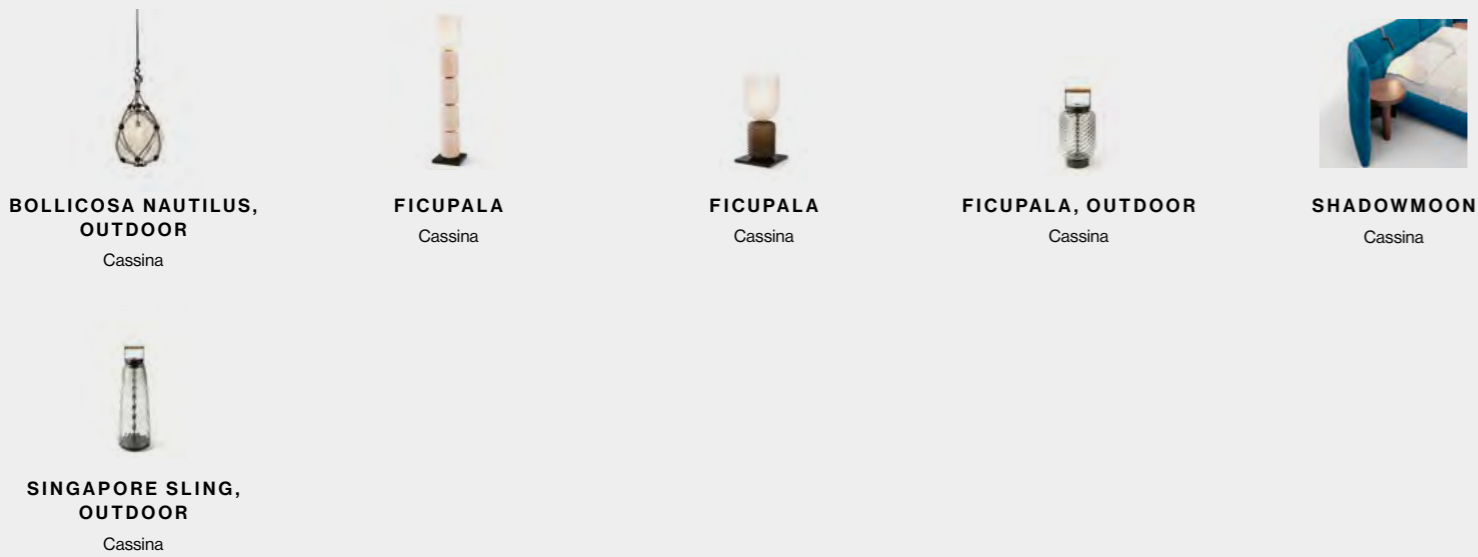 BOLLICOSA NAUTILUS,
OUTDOOR
Cassina
FICUPALA
Cassina
FICUPALA
Cassina
FICUPALA, OUTDOOR
Cassina
SHADOWMOON
Cassina
SINGAPORE SLING,
OUTDOOR
Cassina